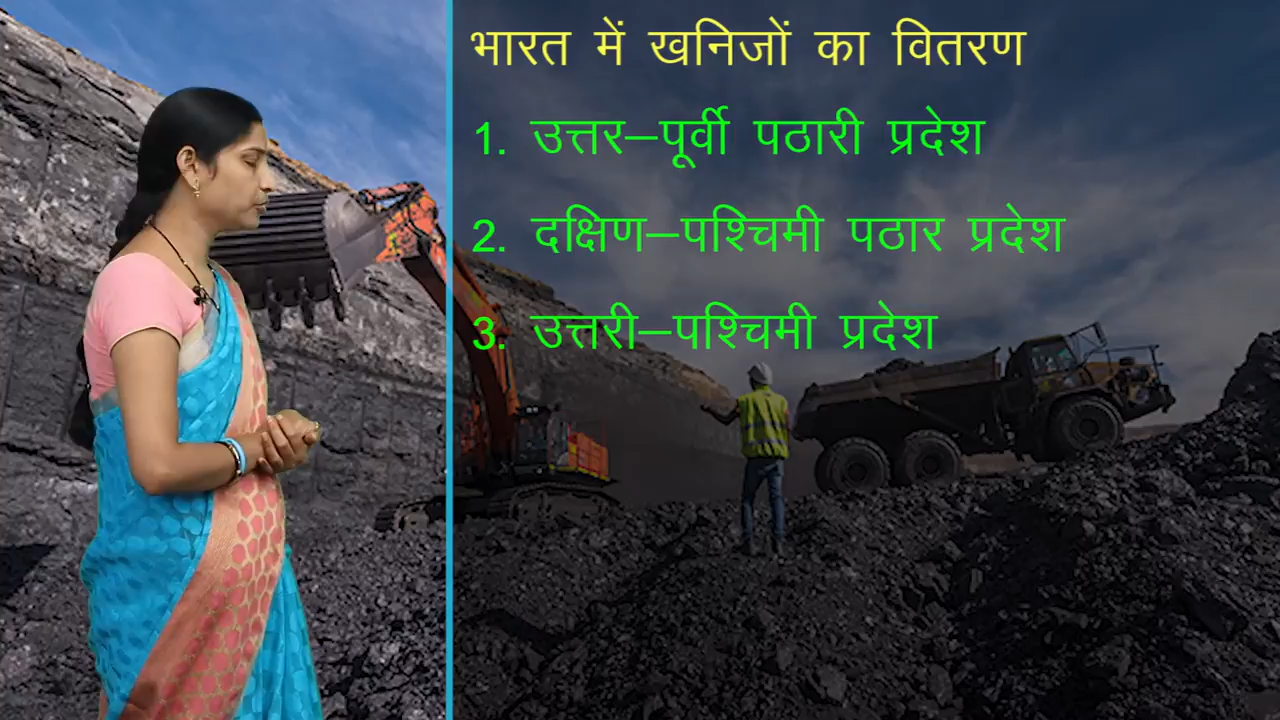 भारत में खनिजों का वितरण
1. उत्तर–पूर्वी पठारी प्रदेश
2. दक्षिण–पश्चिमी पठार प्रदेश
3. उत्तरी–पश्चिमी प्रदेश